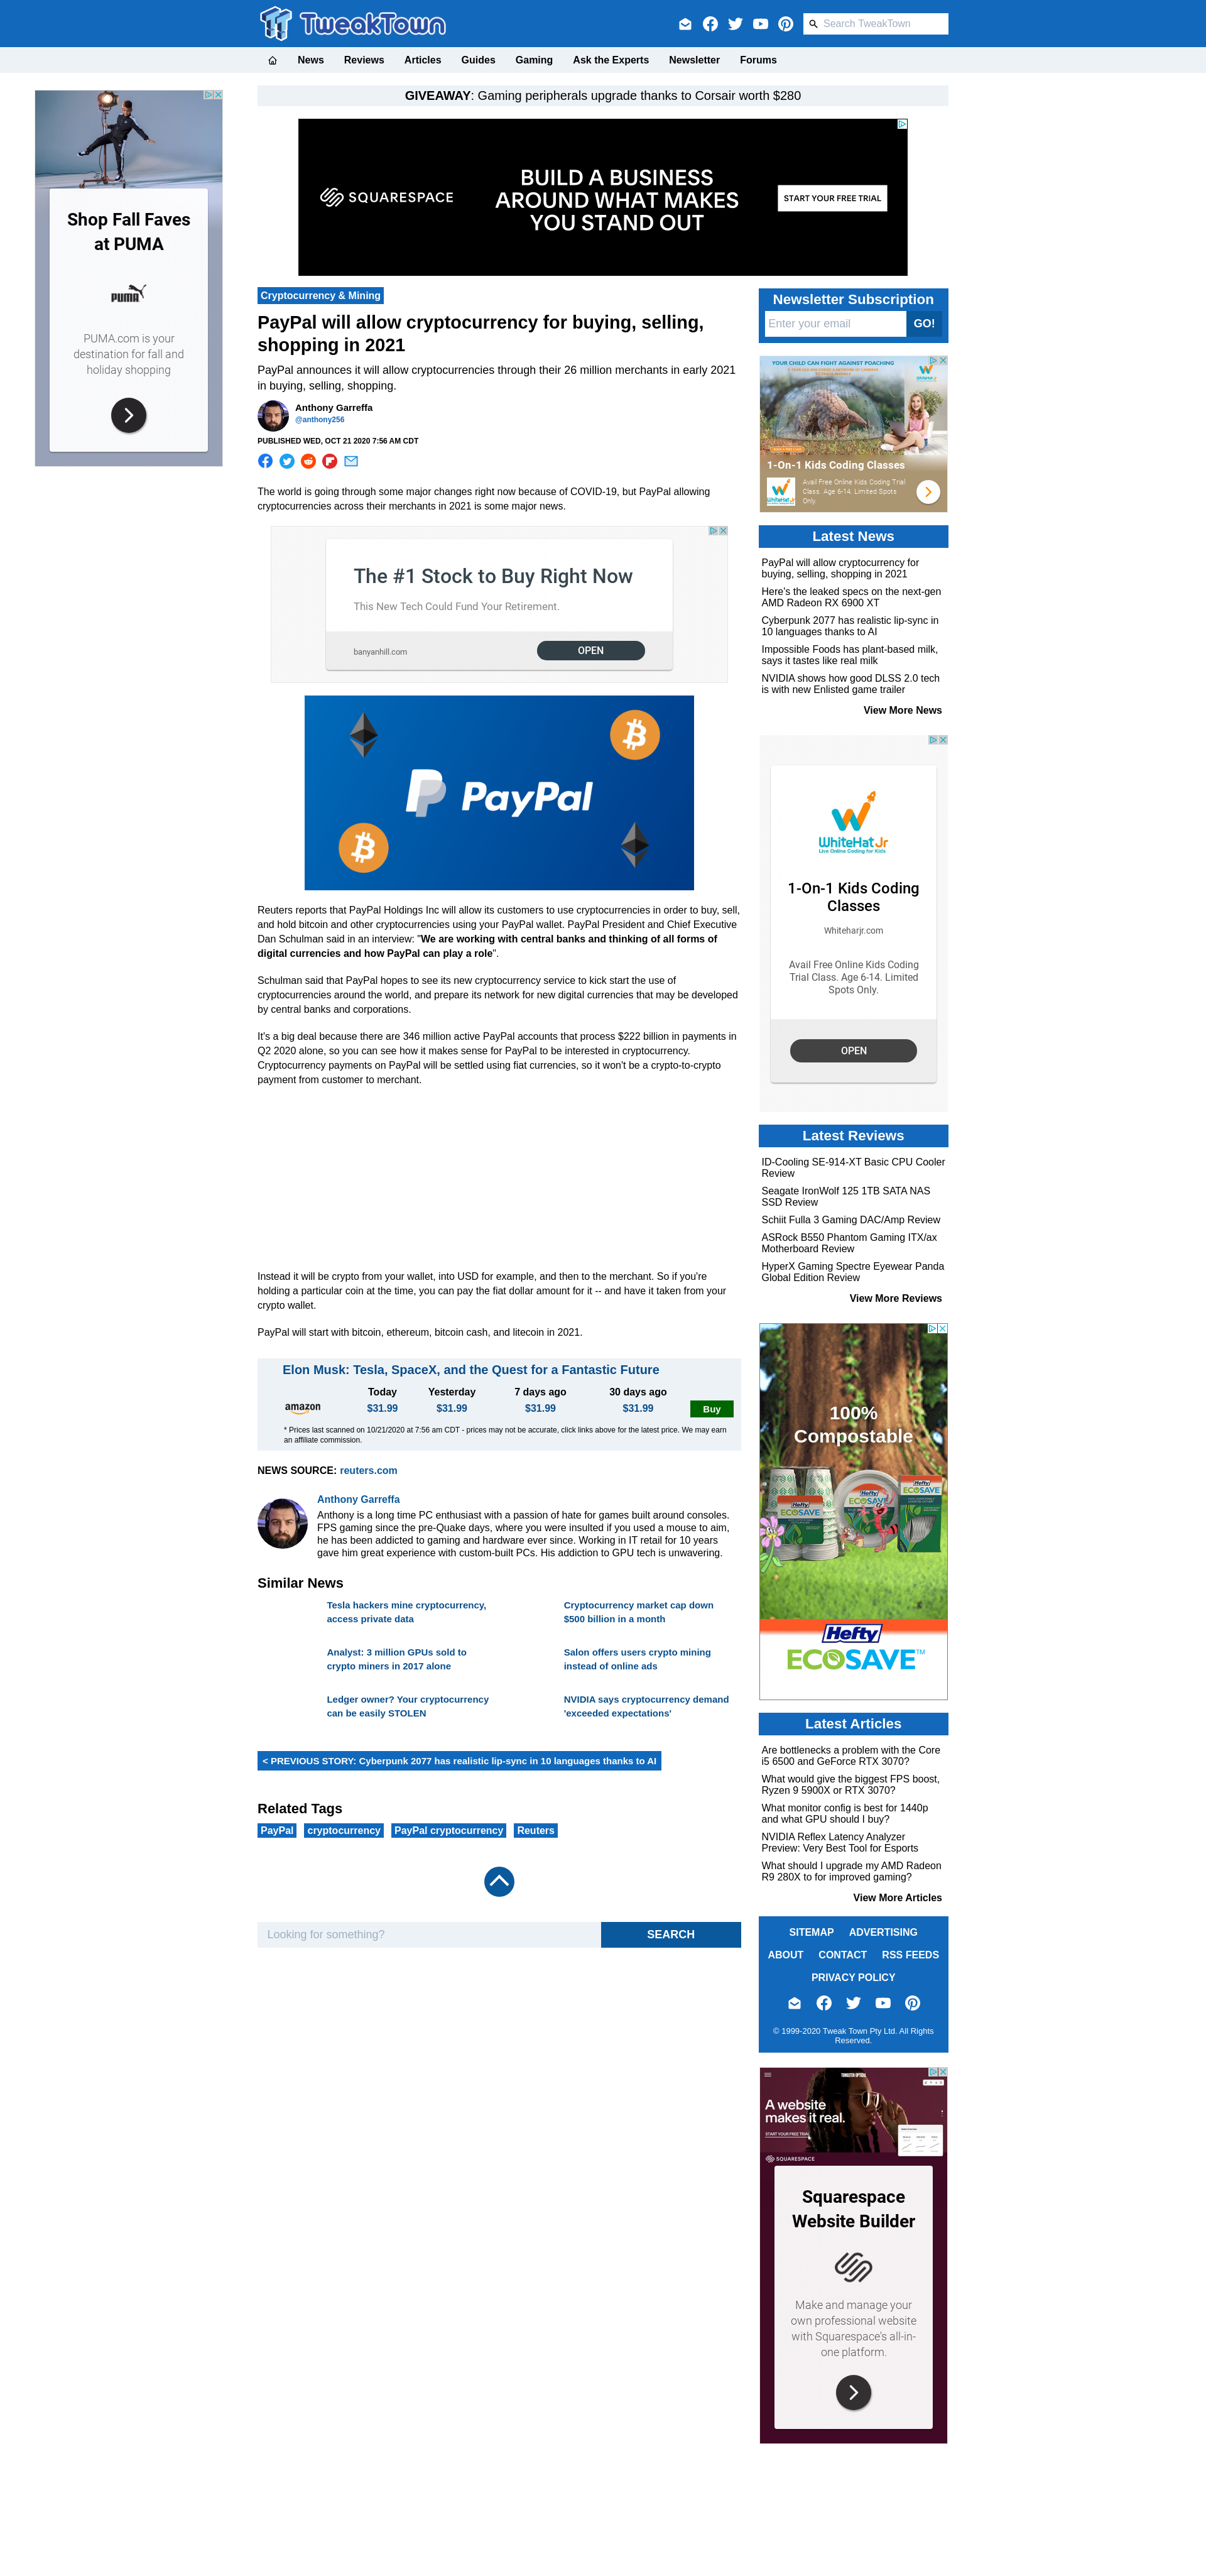 TweakTown
Search TweakTown
News Reviews Articles Guides Gaming Ask the Experts Newsletter Forums
GIVEAWAY: Gaming peripherals upgrade thanks to Corsair worth $280
Shop Fall Faves
at PUMA
PUMA
PUMA.com is your
destination for fall and
holiday shopping
SQUARESPACE
BUILD A BUSINESS
AROUND WHAT MAKES
YOU STAND OUT
START YOUR FREE TRIAL
Cryptocurrency & Mining
PayPal will allow cryptocurrency for buying, selling,
shopping in 2021
PayPal announces it will allow cryptocurrencies through their 26 million merchants in early 2021
in buying, selling, shopping.
Anthony Garreffa
@anthony256
PUBLISHED WED, OCT 21 2020 7:56 AM CDT
The world is going through some major changes right now because of COVID-19, but PayPal allowing
cryptocurrencies across their merchants in 2021 is some major news.
The #1 Stock to Buy Right Now
This New Tech Could Fund Your Retirement.
banyanhill.com
OPEN
PayPal
Reuters reports that PayPal Holdings Inc will allow its customers to use cryptocurrencies in order to buy, sell,
and hold bitcoin and other cryptocurrencies using your PayPal wallet. PayPal President and Chief Executive
Dan Schulman said in an interview: "We are working with central banks and thinking of all forms of
digital currencies and how PayPal can play a role".
Schulman said that PayPal hopes to see its new cryptocurrency service to kick start the use of
cryptocurrencies around the world, and prepare its network for new digital currencies that may be developed
by central banks and corporations.
It's a big deal because there are 346 million active PayPal accounts that process $222 billion in payments in
Q2 2020 alone, so you can see how it makes sense for PayPal to be interested in cryptocurrency.
Cryptocurrency payments on PayPal will be settled using fiat currencies, so it won't be a crypto-to-crypto
payment from customer to merchant.
Instead it will be crypto from your wallet, into USD for example, and then to the merchant. So if you're
holding a particular coin at the time, you can pay the fiat dollar amount for it -- and have it taken from your
crypto wallet.
PayPal will start with bitcoin, ethereum, bitcoin cash, and litecoin in 2021.
Elon Musk: Tesla, SpaceX, and the Quest for a Fantastic Future
Today Yesterday 7 days ago 30 days ago
amazon $31.99 $31.99 $31.99 $31.99 Buy
* Prices last scanned on 10/21/2020 at 7:56 am CDT - prices may not be accurate, click links above for the latest price. We may earn
an affiliate commission.
NEWS SOURCE: reuters.com
Anthony Garreffa
Anthony is a long time PC enthusiast with a passion of hate for games built around consoles.
FPS gaming since the pre-Quake days, where you were insulted if you used a mouse to aim,
he has been addicted to gaming and hardware ever since. Working in IT retail for 10 years
gave him great experience with custom-built PCs. His addiction to GPU tech is unwavering.
Similar News
Tesla hackers mine cryptocurrency,
access private data
Cryptocurrency market cap down
$500 billion in a month
Analyst: 3 million GPUs sold to
crypto miners in 2017 alone
Salon offers users crypto mining
instead of online ads
Ledger owner? Your cryptocurrency
can be easily STOLEN
NVIDIA says cryptocurrency demand
'exceeded expectations'
< PREVIOUS STORY: Cyberpunk 2077 has realistic lip-sync in 10 languages thanks to AI
Related Tags
PayPal cryptocurrency PayPal cryptocurrency Reuters
Looking for something?
SEARCH
Newsletter Subscription
Enter your email
GO!
YOUR CHILD CAN FIGHT AGAINST POACHING
1-On-1 Kids Coding Classes
WhiteHat Jr
Avail Free Online Kids Coding Trial
Class. Age 6-14. Limited Spots
Only.
Latest News
PayPal will allow cryptocurrency for
buying, selling, shopping in 2021
Here's the leaked specs on the next-gen
AMD Radeon RX 6900 XT
Cyberpunk 2077 has realistic lip-sync in
10 languages thanks to AI
Impossible Foods has plant-based milk,
says it tastes like real milk
NVIDIA shows how good DLSS 2.0 tech
is with new Enlisted game trailer
View More News
WhiteHat Jr
Live Online Coding for Kids
1-On-1 Kids Coding
Classes
Whiteharjr.com
Avail Free Online Kids Coding
Trial Class. Age 6-14. Limited
Spots Only.
OPEN
Latest Reviews
ID-Cooling SE-914-XT Basic CPU Cooler
Review
Seagate IronWolf 125 1TB SATA NAS
SSD Review
Schiit Fulla 3 Gaming DAC/Amp Review
ASRock B550 Phantom Gaming ITX/ax
Motherboard Review
HyperX Gaming Spectre Eyewear Panda
Global Edition Review
View More Reviews
100%
Compostable
Hefty
ECOSAVE
Hefty
ECOSAVE
Hefty
ECOSAVE
Hefty
ECOSAVE™
Latest Articles
Are bottlenecks a problem with the Core
i5 6500 and GeForce RTX 3070?
What would give the biggest FPS boost,
Ryzen 9 5900X or RTX 3070?
What monitor config is best for 1440p
and what GPU should I buy?
NVIDIA Reflex Latency Analyzer
Preview: Very Best Tool for Esports
What should I upgrade my AMD Radeon
R9 280X to for improved gaming?
View More Articles
SITEMAP ADVERTISING
ABOUT CONTACT RSS FEEDS
PRIVACY POLICY
© 1999-2020 Tweak Town Pty Ltd. All Rights
Reserved.
A website
makes it real.
START YOUR FREE TRIAL
SQUARESPACE
Squarespace
Website Builder
Make and manage your
own professional website
with Squarespace's all-in-
one platform.